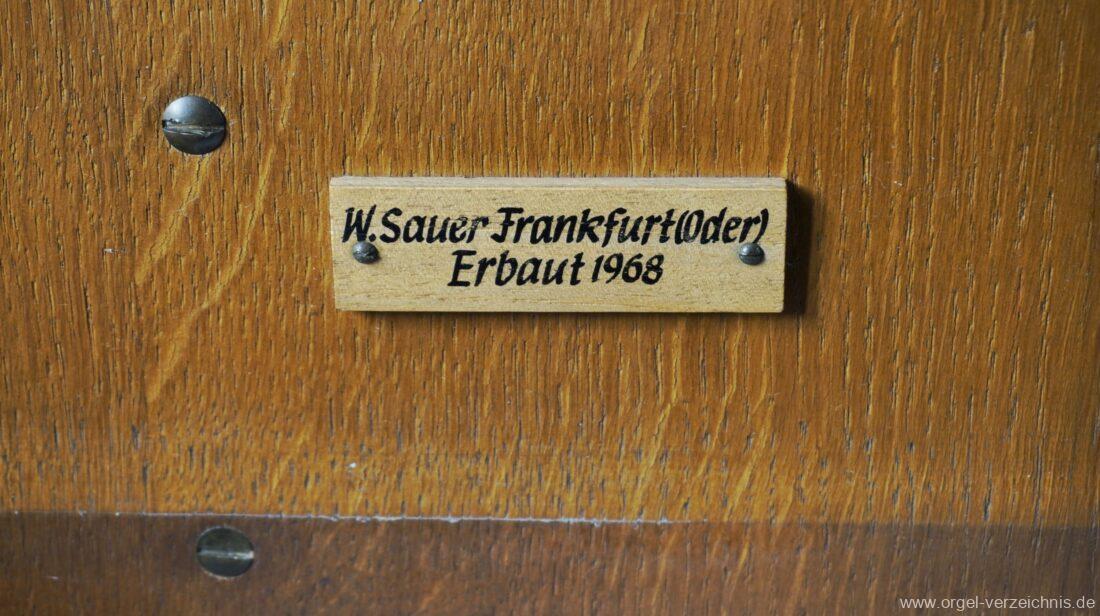 W. Sauer Frankfurt (Oder)
Erbaut 1968
www.orgel-verzeichnis.de